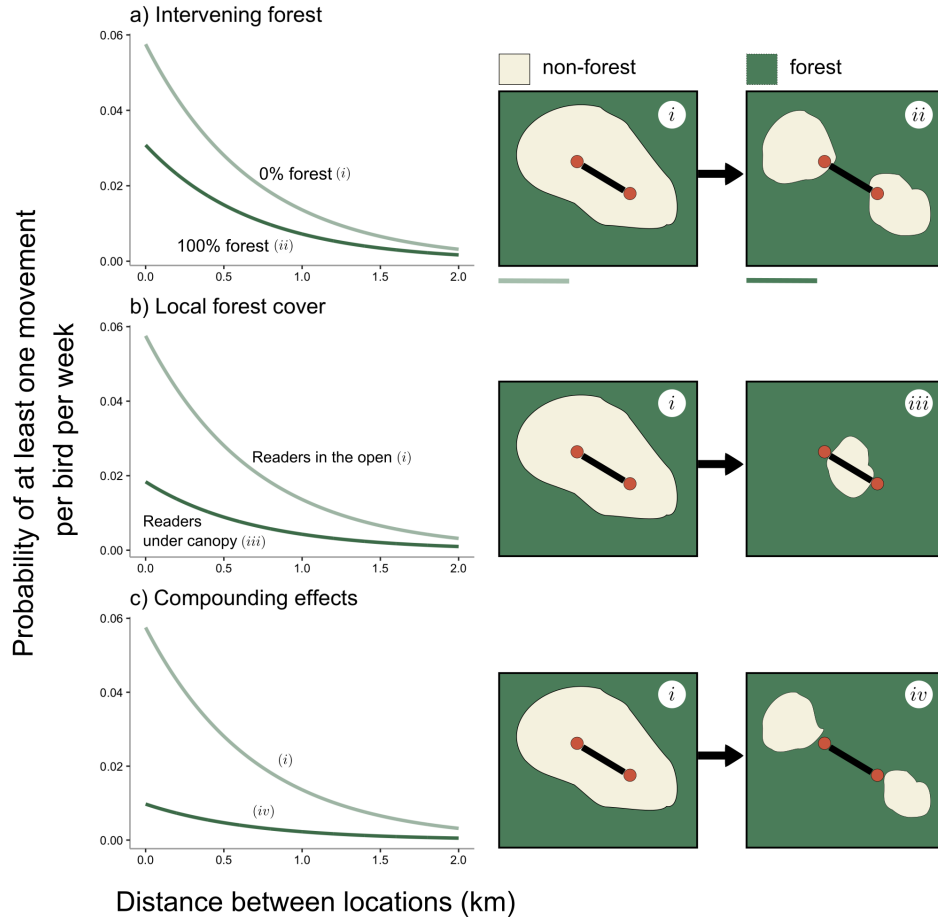 Probability of at least one movement
per bird per week
a) Intervening forest
0.06
0.04
0.02
0.00
0% forest (i)
100% forest (ii)
0.0 0.5 1.0 1.5 2.0
non-forest
forest
i
ii
b) Local forest cover
0.06
0.04
0.02
0.00
Readers in the open (i)
Readers
under canopy (iii)
0.0 0.5 1.0 1.5 2.0
i
iii
c) Compounding effects
0.06
0.04
0.02
0.00
(i)
(iv)
0.0 0.5 1.0 1.5 2.0
i
iv
Distance between locations (km)